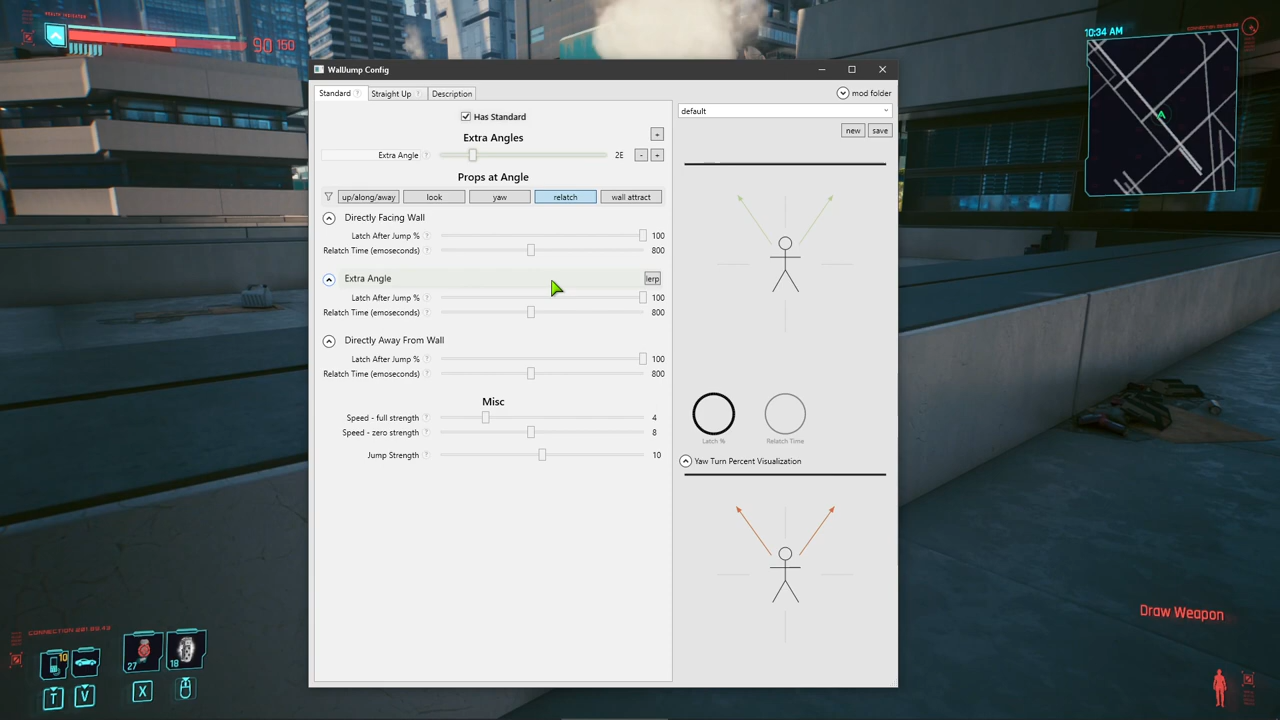 10:34 AM
90 150
WallJump Config
Standard ?
Straight Up ?
Description
mod folder
Has Standard
default
new
save
Extra Angles
+
Extra Angle ?
- +
Props at Angle
up/along/away
look
yaw
relatch
wall attract
Directly Facing Wall
Latch After Jump % ? 100
Relatch Time (emoseconds) ? 800
Extra Angle
lerp
Latch After Jump % ? 100
Relatch Time (emoseconds) ? 800
Directly Away From Wall
Latch After Jump % ? 100
Relatch Time (emoseconds) ? 800
Misc
Speed - full strength ? 4
Speed - zero strength ? 8
Jump Strength ? 10
Latch %
Relatch Time
Yaw Turn Percent Visualization
Draw Weapon
10
27
18
T
V
X